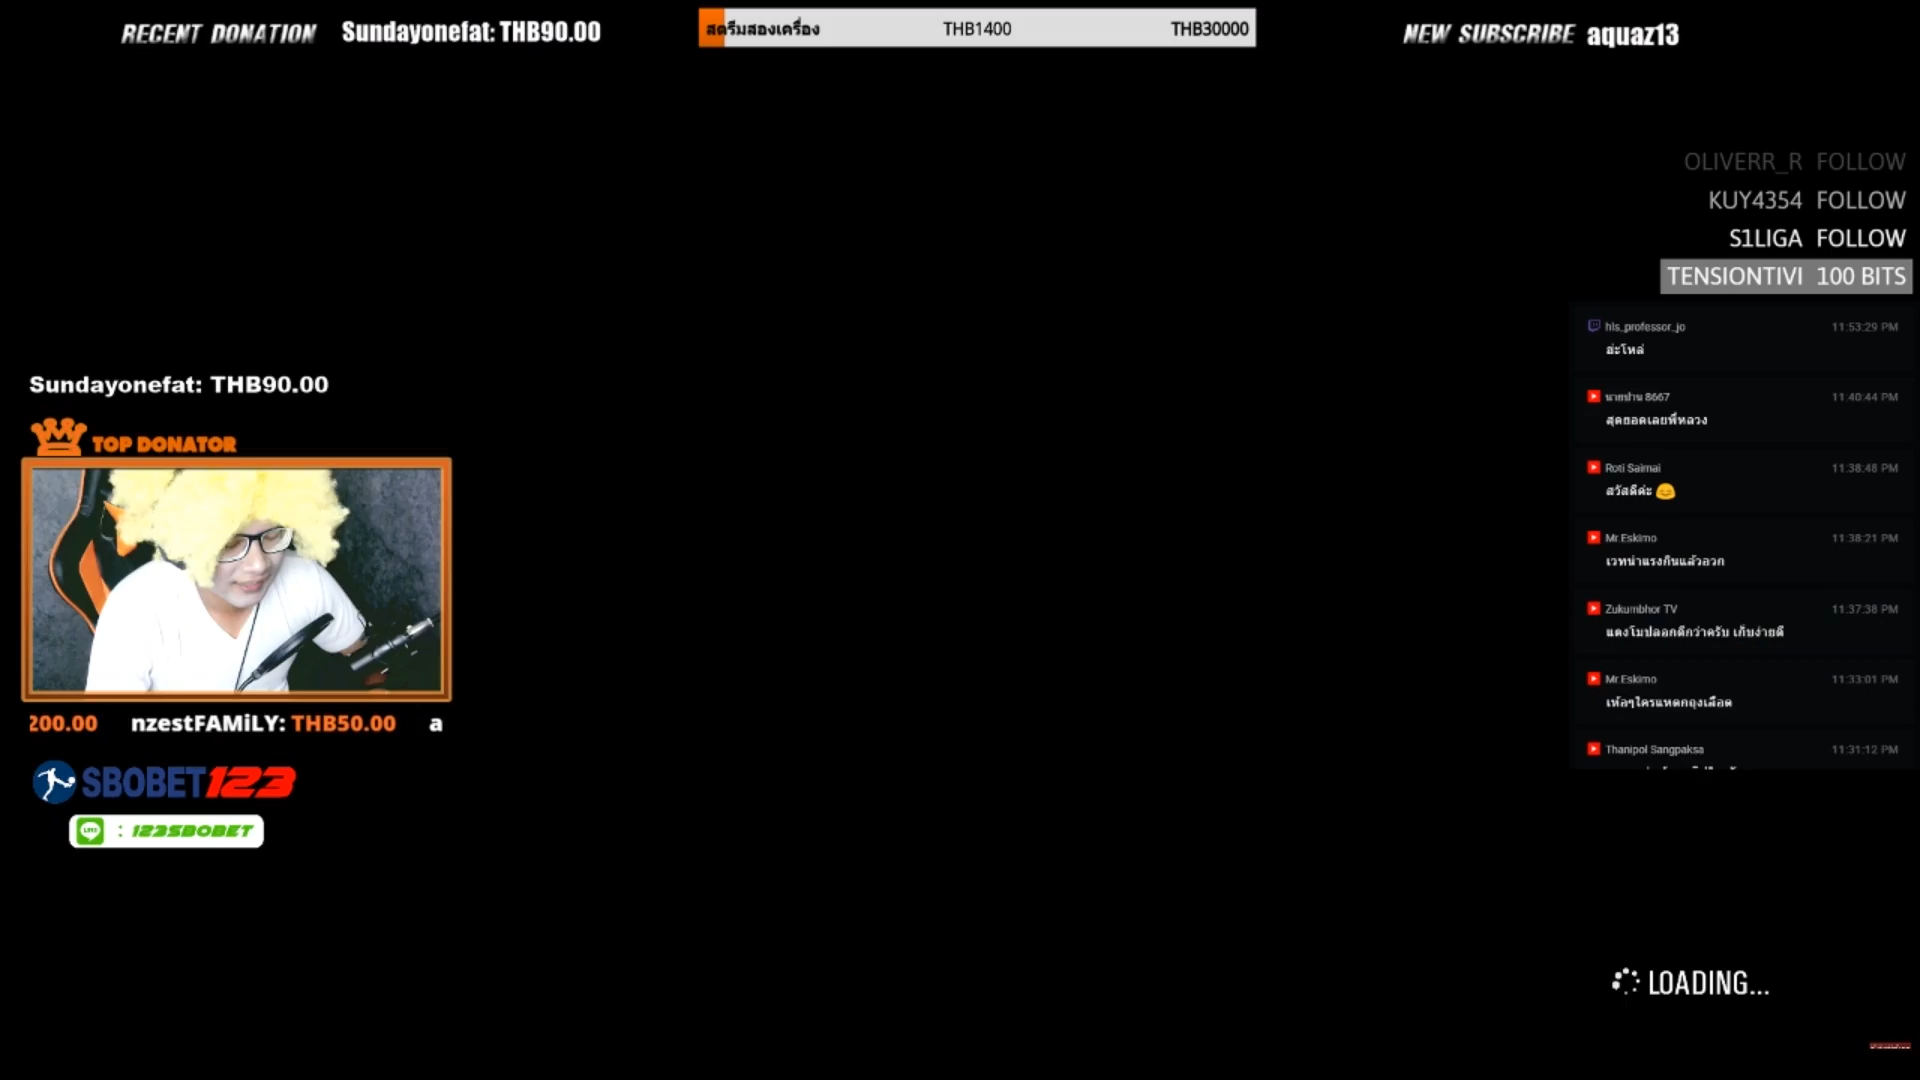 RECENT DONATION Sundayonefat: THB90.00
สตรีมสองเครื่อง THB1400 THB30000
NEW SUBSCRIBE aquaz13
OLIVERR_R FOLLOW
KUY4354 FOLLOW
S1LIGA FOLLOW
TENSIONTIVI 100 BITS
hls_professor_jo 11:53:29 PM
ฮ่ะโหล่
นายปาน 8667 11:40:44 PM
สุดยอดเลยพี่หลวง
Roti Saimai 11:38:48 PM
สวัสดีค่ะ 😊
Mr.Eskimo 11:38:21 PM
เวทน่าแรงกินแล้วอวก
Zukumbhor TV 11:37:38 PM
แตงโมปลอกดีกว่าครับ เก็บง่ายดี
Mr.Eskimo 11:33:01 PM
เห้อๆใครแหดกถุงเลือด
Thanipol Sangpaksa 11:31:12 PM
Sundayonefat: THB90.00
TOP DONATOR
200.00 nzestFAMiLY: THB50.00 a
SBOBET123
LINE : 123SBOBET
LOADING...